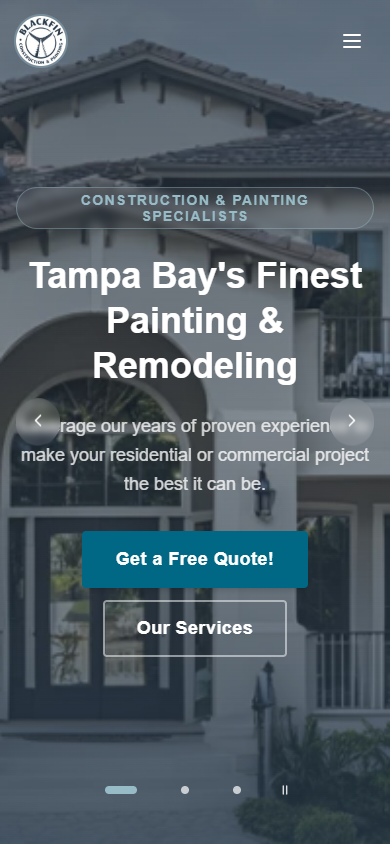 BLACKFIN
CONSTRUCTION & PAINTING
CONSTRUCTION & PAINTING
SPECIALISTS
Tampa Bay's Finest
Painting &
Remodeling
rage our years of proven experien
make your residential or commercial project
the best it can be.
Get a Free Quote!
Our Services